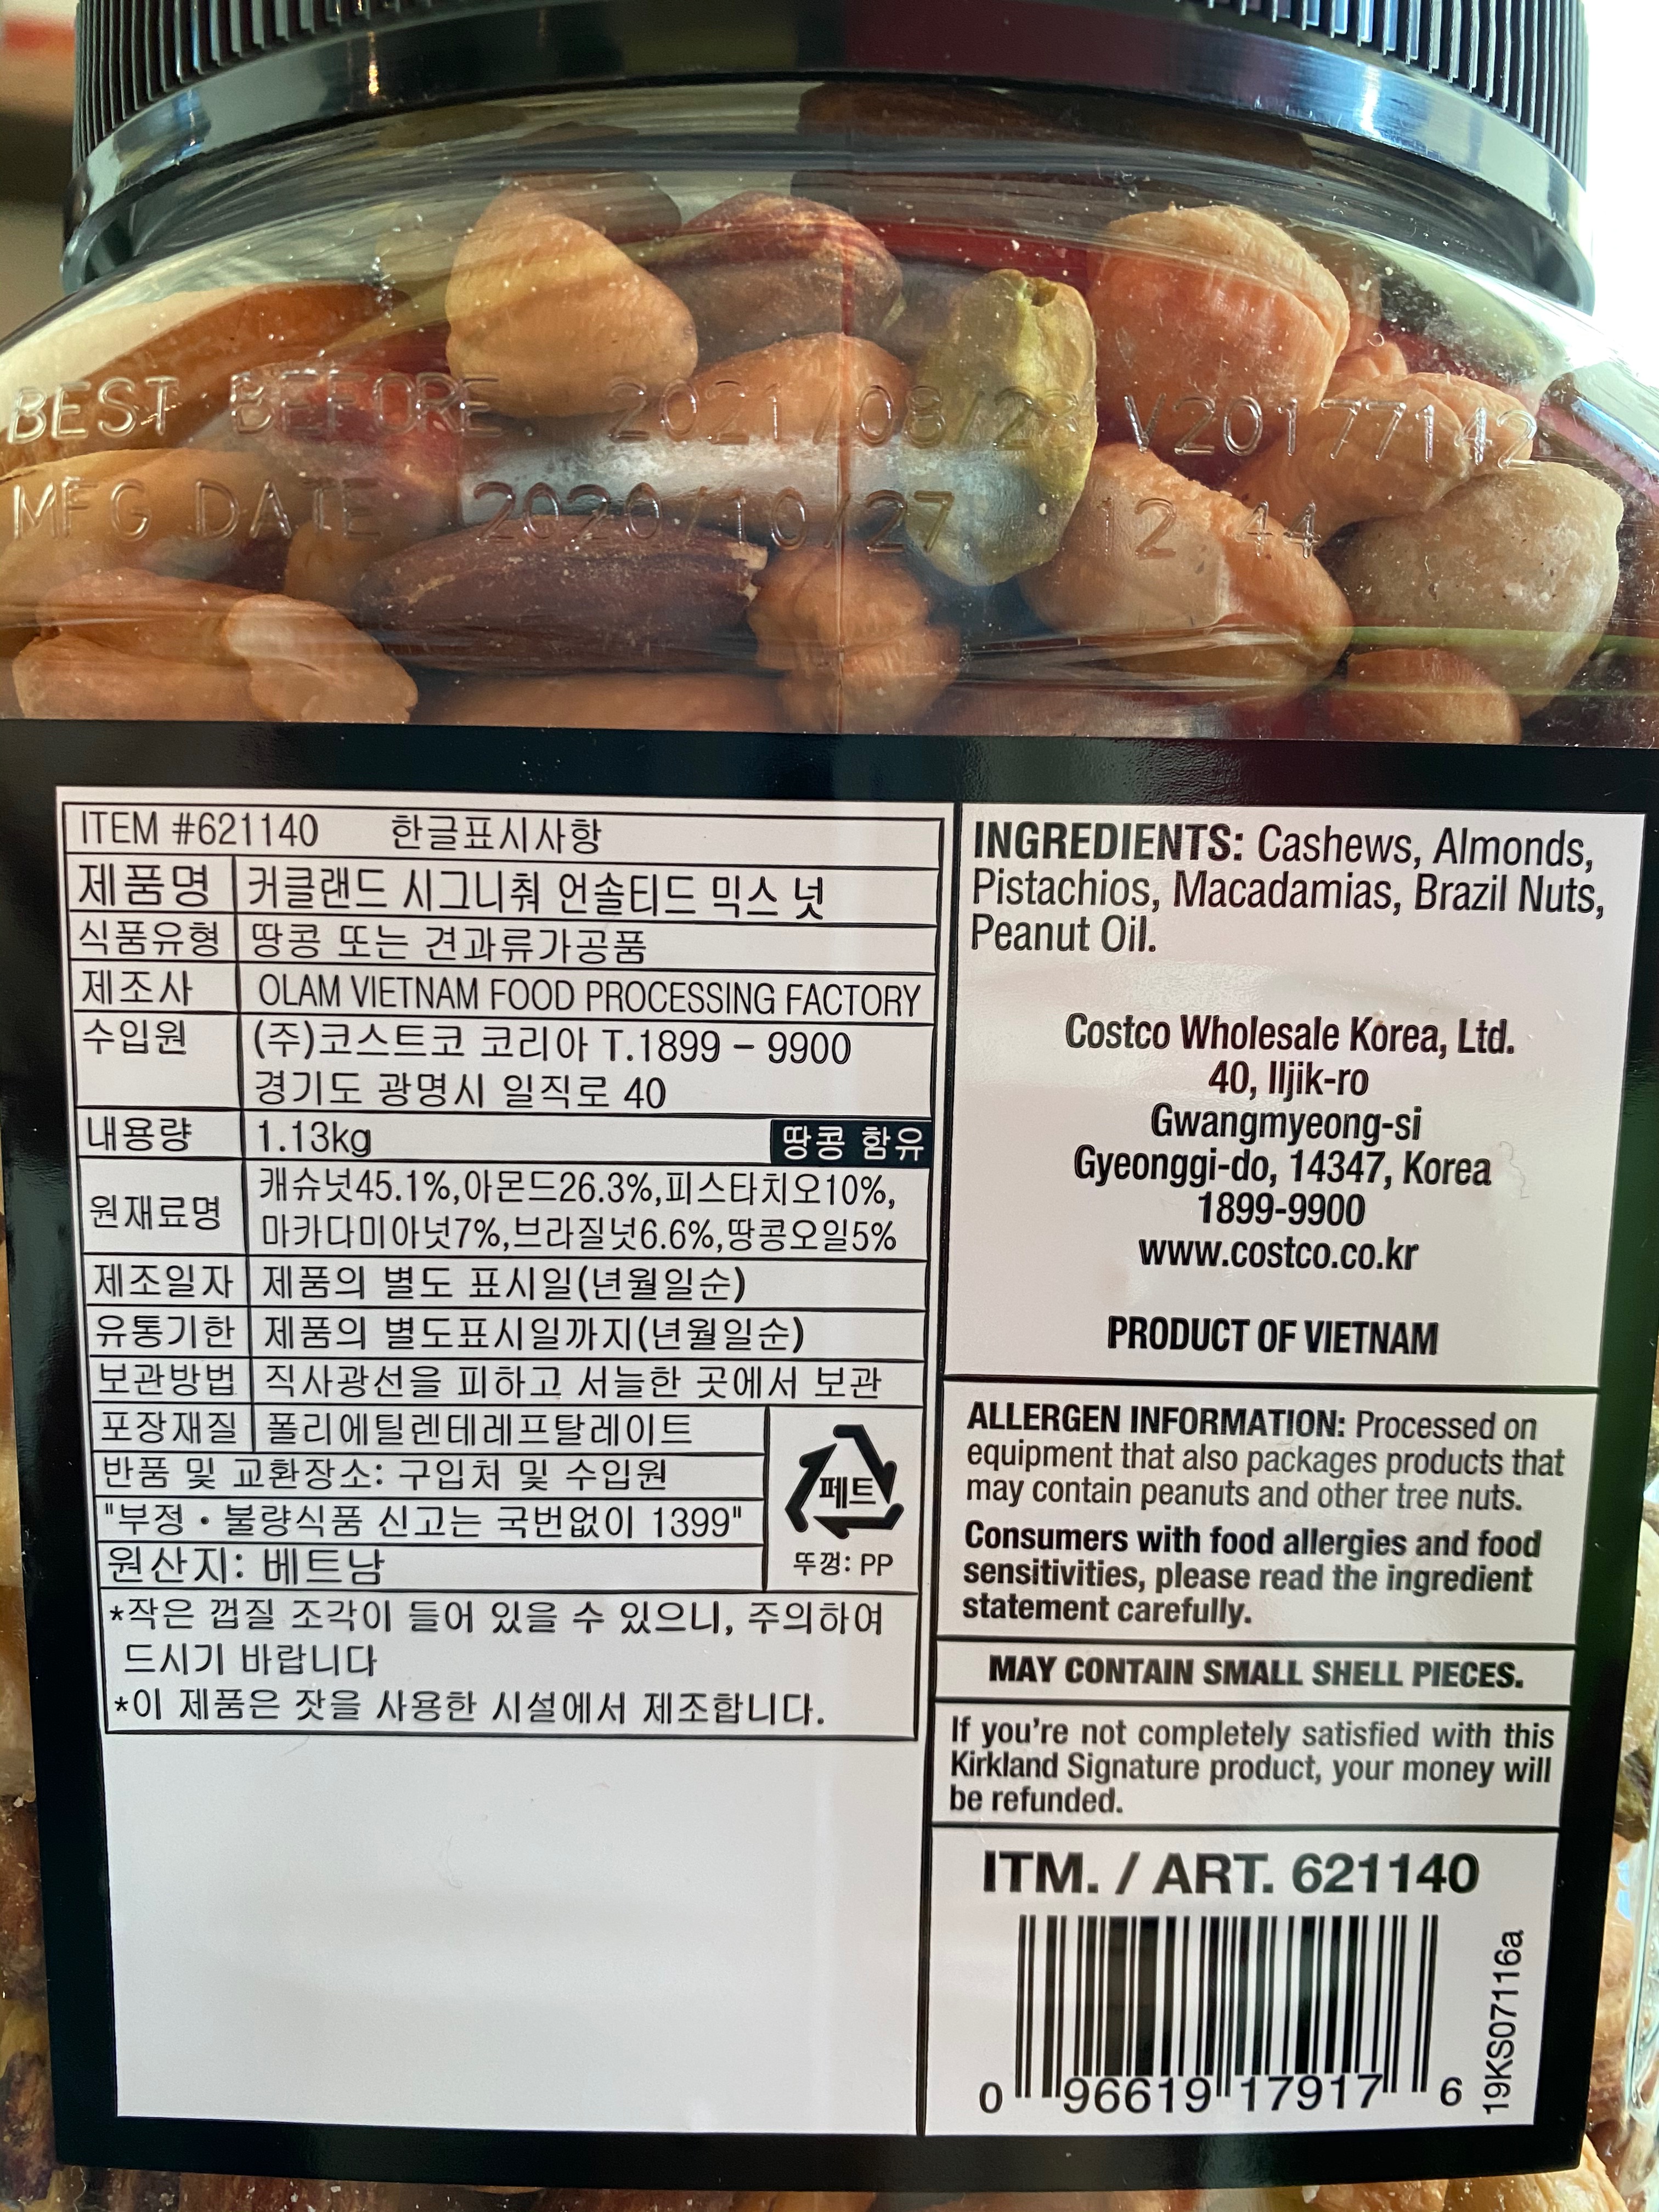 BEST BEFORE 2021/08/23 V20177142
MFG DATE 2020/10/27 12 44
ITEM #621140 한글표시사항
제품명 커클랜드 시그니춰 언솔티드 믹스 넛
식품유형 땅콩 또는 견과류가공품
제조사 OLAM VIETNAM FOOD PROCESSING FACTORY
수입원 (주)코스트코 코리아 T.1899 - 9900
경기도 광명시 일직로 40
내용량 1.13kg 땅콩 함유
원재료명 캐슈넛45.1%,아몬드26.3%,피스타치오10%,
마카다미아넛7%,브라질넛6.6%,땅콩오일5%
제조일자 제품의 별도 표시일(년월일순)
유통기한 제품의 별도표시일까지(년월일순)
보관방법 직사광선을 피하고 서늘한 곳에서 보관
포장재질 폴리에틸렌테레프탈레이트
반품 및 교환장소: 구입처 및 수입원
"부정 · 불량식품 신고는 국번없이 1399"
원산지: 베트남
페트
뚜껑: PP
*작은 껍질 조각이 들어 있을 수 있으니, 주의하여
드시기 바랍니다
*이 제품은 잣을 사용한 시설에서 제조합니다.
INGREDIENTS: Cashews, Almonds,
Pistachios, Macadamias, Brazil Nuts,
Peanut Oil.
Costco Wholesale Korea, Ltd.
40, Iljik-ro
Gwangmyeong-si
Gyeonggi-do, 14347, Korea
1899-9900
www.costco.co.kr
PRODUCT OF VIETNAM
ALLERGEN INFORMATION: Processed on
equipment that also packages products that
may contain peanuts and other tree nuts.
Consumers with food allergies and food
sensitivities, please read the ingredient
statement carefully.
MAY CONTAIN SMALL SHELL PIECES.
If you're not completely satisfied with this
Kirkland Signature product, your money will
be refunded.
ITM. / ART. 621140
0 96619 17917 6
19KS07116a